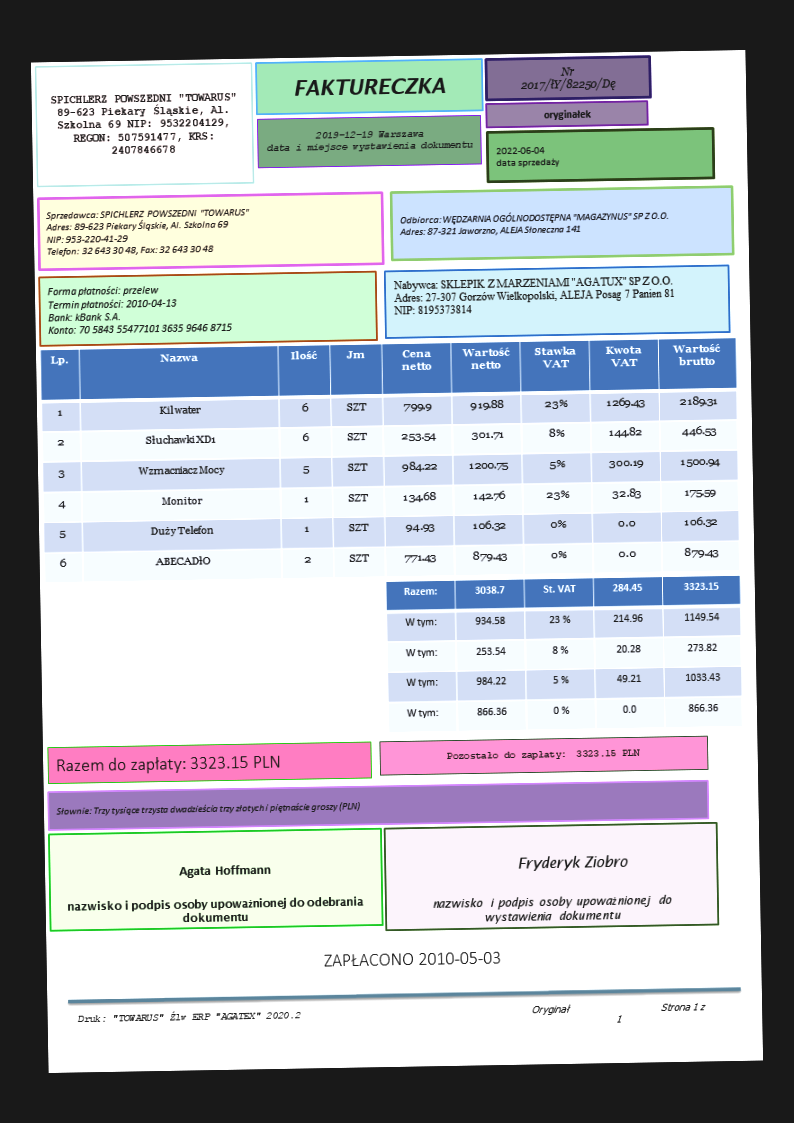 SPICHLERZ POWSZEDNI "TOWARUS"
89-623 Piekary Śląskie, Al.
Szkolna 69 NIP: 9532204129,
REGON: 507591477, KRS:
2407846678
FAKTURECZKA
2019-12-19 Warszawa
data i miejsce wystawienia dokumentu
Nr
2017/IY/82250/Dę
oryginałek
2022-06-04
data sprzedaży
Sprzedawca: SPICHLERZ POWSZEDNI "TOWARUS"
Adres: 89-623 Piekary Śląskie, Al. Szkolna 69
NIP: 953-220-41-29
Telefon: 32 643 30 48, Fax: 32 643 30 48
Odbiorca: WĘDZARNIA OGÓLNODOSTĘPNA "MAGAZYNUS" SP Z O.O.
Adres: 87-321 Jaworzno, ALEJA Słoneczna 141
Forma płatności: przelew
Termin płatności: 2010-04-13
Bank: kBank S.A.
Konto: 70 5843 55477101 3635 9646 8715
Nabywca: SKLEPIK Z MARZENIAMI "AGATUX" SP Z O.O.
Adres: 27-307 Gorzów Wielkopolski, ALEJA Posag 7 Panien 81
NIP: 8195373814
Lp. Nazwa Ilość Jm Cena netto Wartość netto Stawka VAT Kwota VAT Wartość brutto
1 Kilwater 6 SZT 799.9 919.88 23% 1269.43 2189.31
2 Słuchawki XD1 6 SZT 253.54 301.71 8% 144.82 446.53
3 Wzmacniacz Mocy 5 SZT 984.22 1200.75 5% 300.19 1500.94
4 Monitor 1 SZT 134.68 142.76 23% 32.83 175.59
5 Duży Telefon 1 SZT 94.93 106.32 0% 0.0 106.32
6 ABECADŁO 2 SZT 771.43 879.43 0% 0.0 879.43
Razem: 3038.7 St. VAT 284.45 3323.15
W tym: 934.58 23 % 214.96 1149.54
W tym: 253.54 8 % 20.28 273.82
W tym: 984.22 5 % 49.21 1033.43
W tym: 866.36 0 % 0.0 866.36
Razem do zapłaty: 3323.15 PLN
Pozostało do zapłaty: 3323.15 PLN
Słownie: Trzy tysiące trzysta dwadzieścia trzy złotych i piętnaście groszy (PLN)
Agata Hoffmann
nazwisko i podpis osoby upoważnionej do odebrania
dokumentu
Fryderyk Ziobro
nazwisko i podpis osoby upoważnionej do
wystawienia dokumentu
ZAPŁACONO 2010-05-03
Druk: "TOWARUS" Źlw ERP "AGATEX" 2020.2
Oryginał
Strona 1 z
1